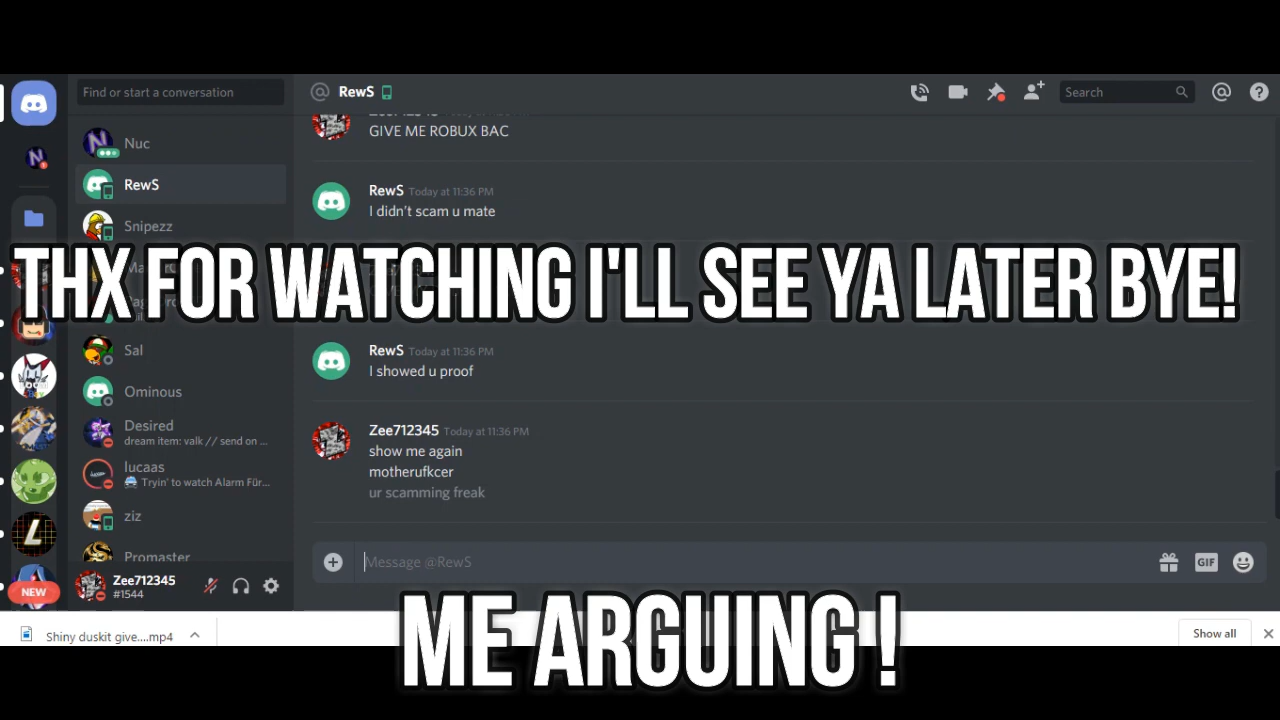 Find or start a conversation
RewS
Search
Nuc
RewS
Snipezz
Sal
Ominous
Desired
dream item: valk // send on ...
lucaas
Tryin' to watch Alarm Für...
ziz
Promaster
Zee712345
#1544
NEW
GIVE ME ROBUX BAC
RewS Today at 11:36 PM
I didn't scam u mate
THX FOR WATCHING I'LL SEE YA LATER BYE!
RewS Today at 11:36 PM
I showed u proof
Zee712345 Today at 11:36 PM
show me again
motherufkcer
ur scamming freak
Message @RewS
GIF
ME ARGUING !
Shiny duskit give....mp4
Show all